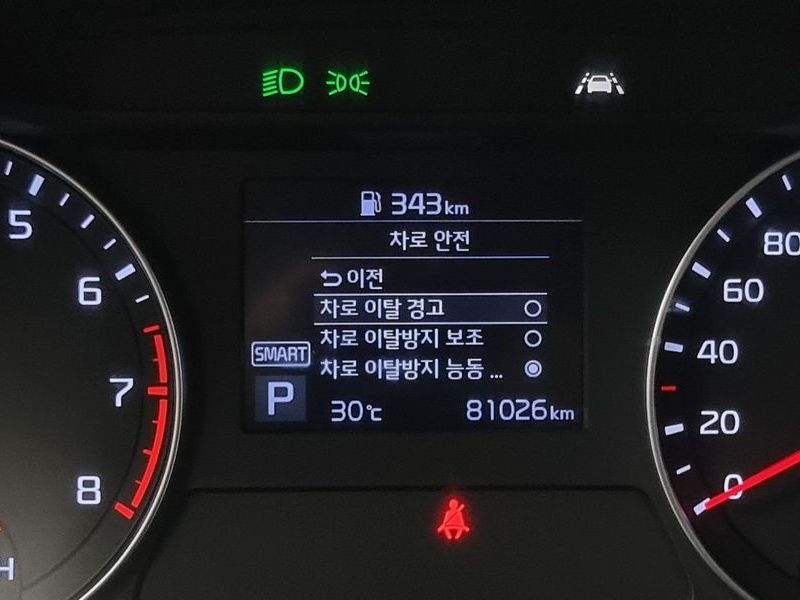 343km
차로 안전
이전
차로 이탈 경고
차로 이탈방지 보조
차로 이탈방지 능동 ...
SMART
P
30℃
81026km
5
6
7
8
H
80
60
40
20
0